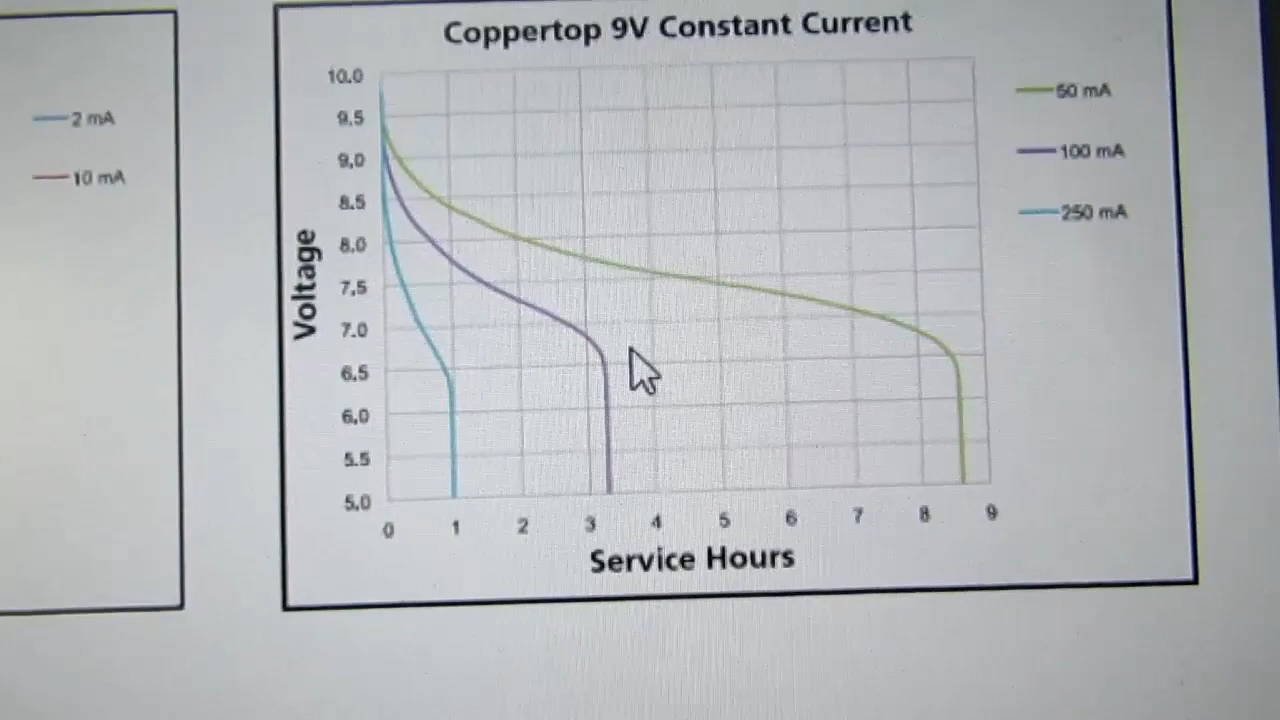 Coppertop 9V Constant Current
2 mA
10 mA
10.0
9.5
9.0
8.5
8.0
7.5
7.0
6.5
6.0
5.5
5.0
Voltage
0 1 2 3 4 5 6 7 8 9
Service Hours
50 mA
100 mA
250 mA